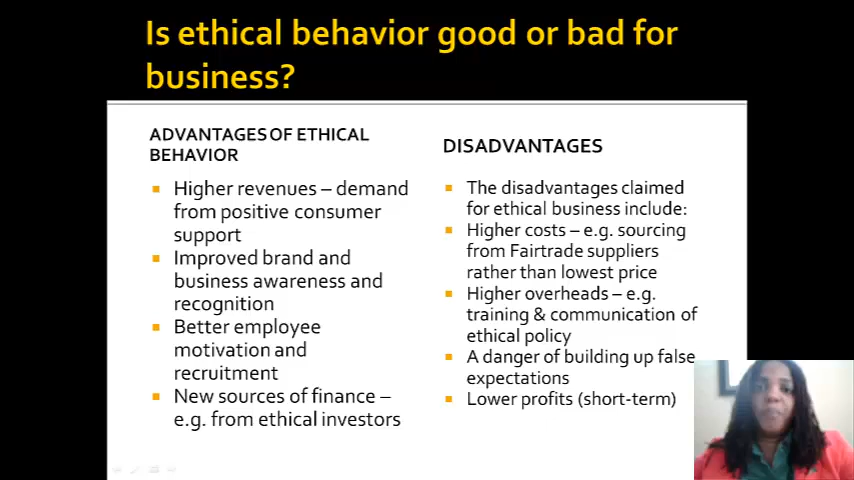 Is ethical behavior good or bad for
business?
ADVANTAGES OF ETHICAL
BEHAVIOR
Higher revenues – demand
from positive consumer
support
Improved brand and
business awareness and
recognition
Better employee
motivation and
recruitment
New sources of finance –
e.g. from ethical investors
DISADVANTAGES
The disadvantages claimed
for ethical business include:
Higher costs – e.g. sourcing
from Fairtrade suppliers
rather than lowest price
Higher overheads – e.g.
training & communication of
ethical policy
A danger of building up false
expectations
Lower profits (short-term)